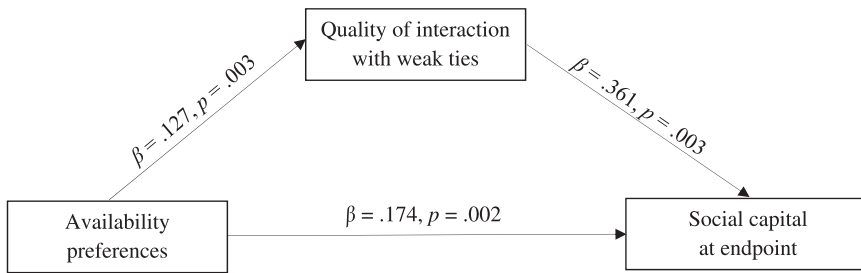 Quality of interaction
with weak ties
β = .127, p = .003
β = .361, p = .003
Availability
preferences
β = .174, p = .002
Social capital
at endpoint